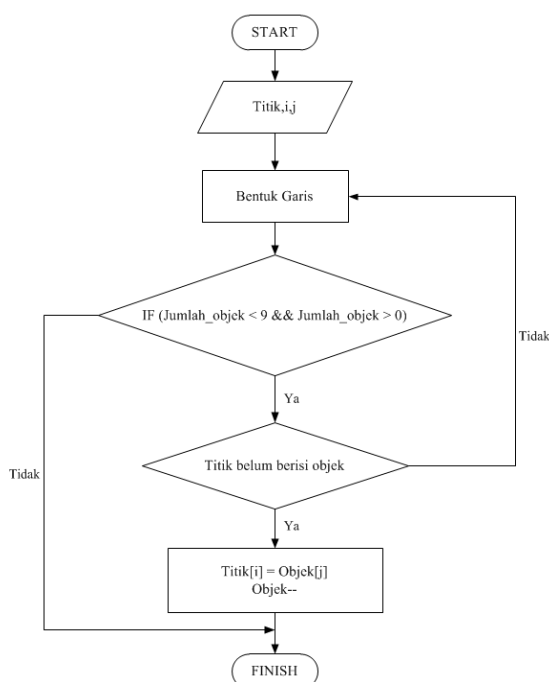 START
Titik,i,j
Bentuk Garis
IF (Jumlah_objek < 9 && Jumlah_objek > 0)
Tidak
Ya
Titik belum berisi objek
Tidak
Ya
Titik[i] = Objek[j]
Objek--
FINISH